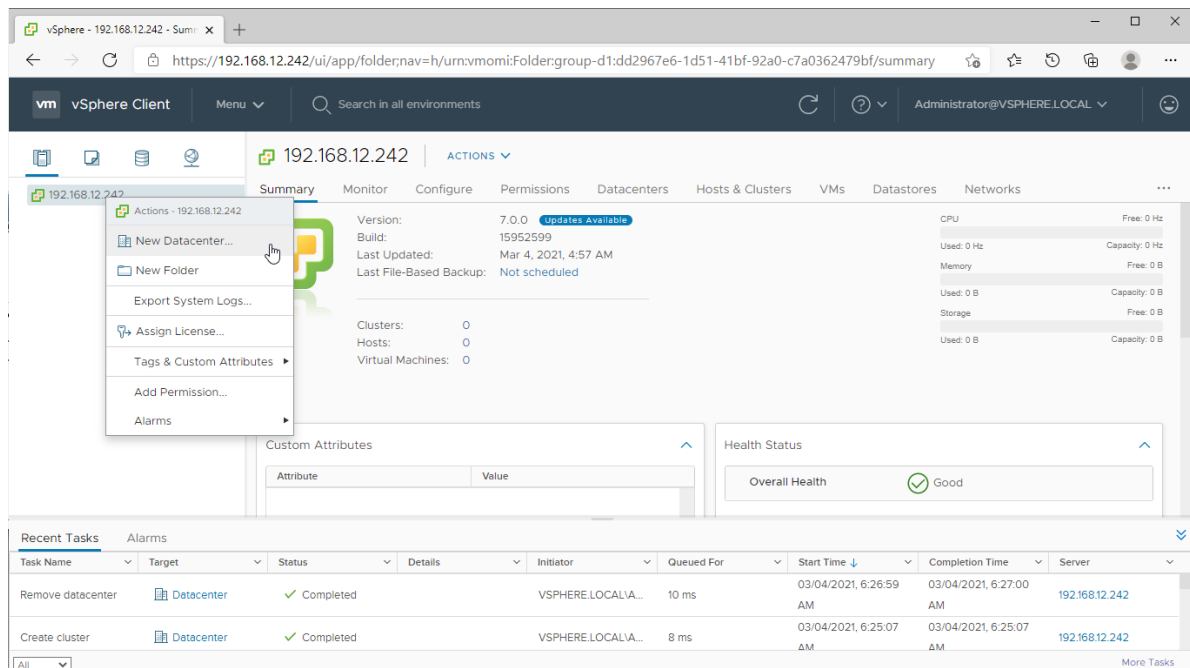 vSphere - 192.168.12.242 - Summ
https://192.168.12.242/ui/app/folder;nav=h/urn:vmomi:Folder:group-d1:dd2967e6-1d51-41bf-92a0-c7a0362479bf/summary
vm vSphere Client Menu Search in all environments Administrator@VSPHERE.LOCAL
192.168.12.242 ACTIONS
192.168.12.242
Summary Monitor Configure Permissions Datacenters Hosts & Clusters VMs Datastores Networks
Actions - 192.168.12.242
New Datacenter...
New Folder
Export System Logs...
Assign License...
Tags & Custom Attributes
Add Permission...
Alarms
Version: 7.0.0 Updates Available
Build: 15952599
Last Updated: Mar 4, 2021, 4:57 AM
Last File-Based Backup: Not scheduled
Clusters: 0
Hosts: 0
Virtual Machines: 0
CPU Free: 0 Hz
Used: 0 Hz Capacity: 0 Hz
Memory Free: 0 B
Used: 0 B Capacity: 0 B
Storage Free: 0 B
Used: 0 B Capacity: 0 B
Custom Attributes
Attribute Value
Health Status
Overall Health Good
Recent Tasks Alarms
Task Name Target Status Details Initiator Queued For Start Time Completion Time Server
Remove datacenter Datacenter Completed VSPHERE.LOCAL\A... 10 ms 03/04/2021, 6:26:59 AM 03/04/2021, 6:27:00 AM 192.168.12.242
Create cluster Datacenter Completed VSPHERE.LOCAL\A... 8 ms 03/04/2021, 6:25:07 AM 03/04/2021, 6:25:07 AM 192.168.12.242
All More Tasks